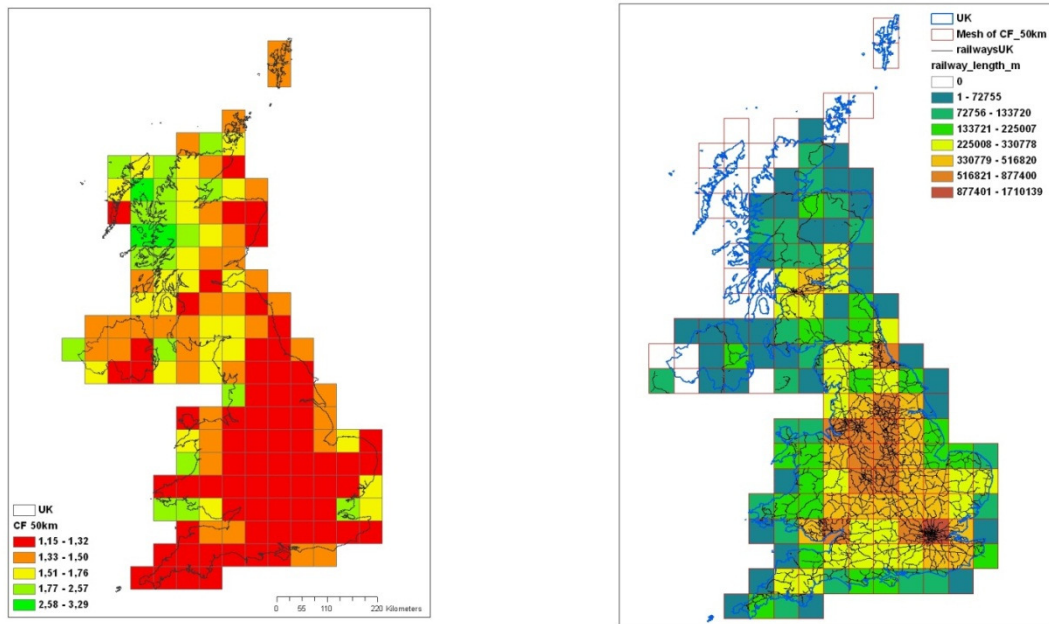 UK
CF 50km
1,15 - 1,32
1,33 - 1,50
1,51 - 1,76
1,77 - 2,57
2,58 - 3,29
0 55 110 220 Kilometers
UK
Mesh of CF_50km
railwaysUK
railway_length_m
0
1 - 72755
72756 - 133720
133721 - 225007
225008 - 330778
330779 - 516820
516821 - 877400
877401 - 1710139